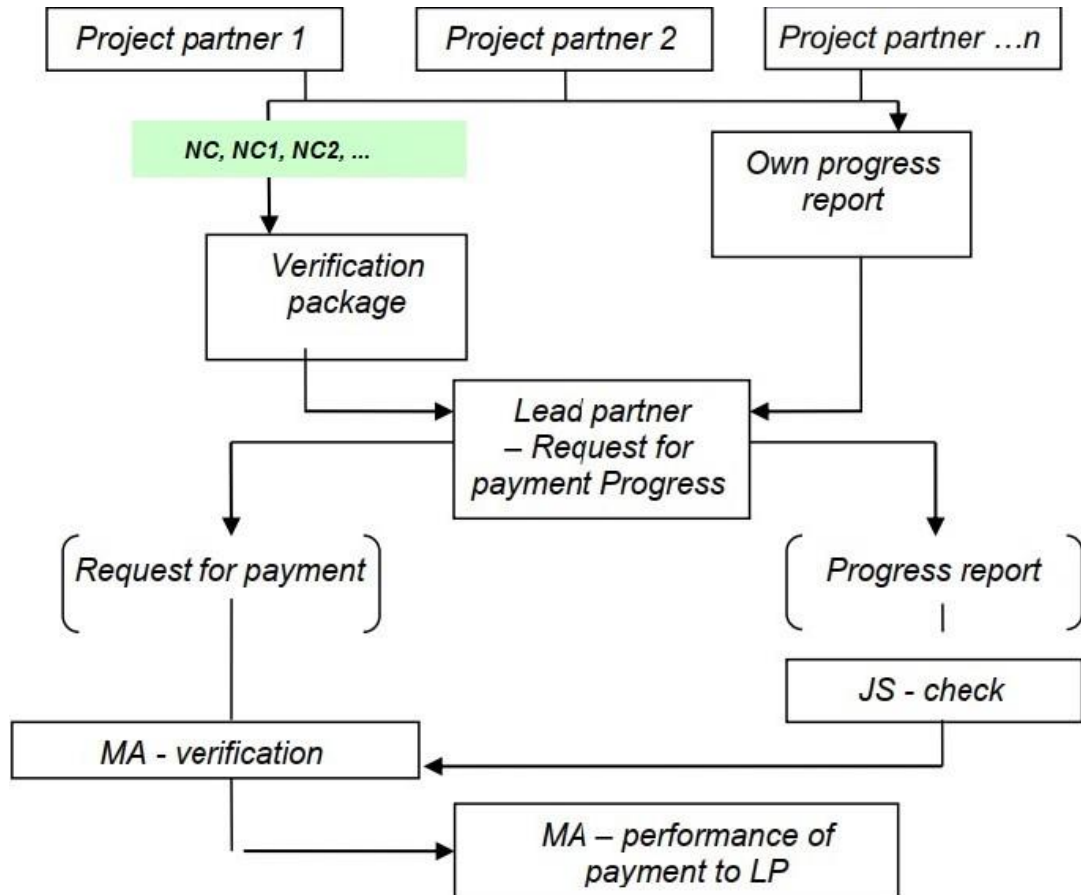 Project partner 1
Project partner 2
Project partner …n
NC, NC1, NC2, ...
Own progress
report
Verification
package
Lead partner
– Request for
payment Progress
Request for payment
Progress report
JS - check
MA - verification
MA – performance of
payment to LP